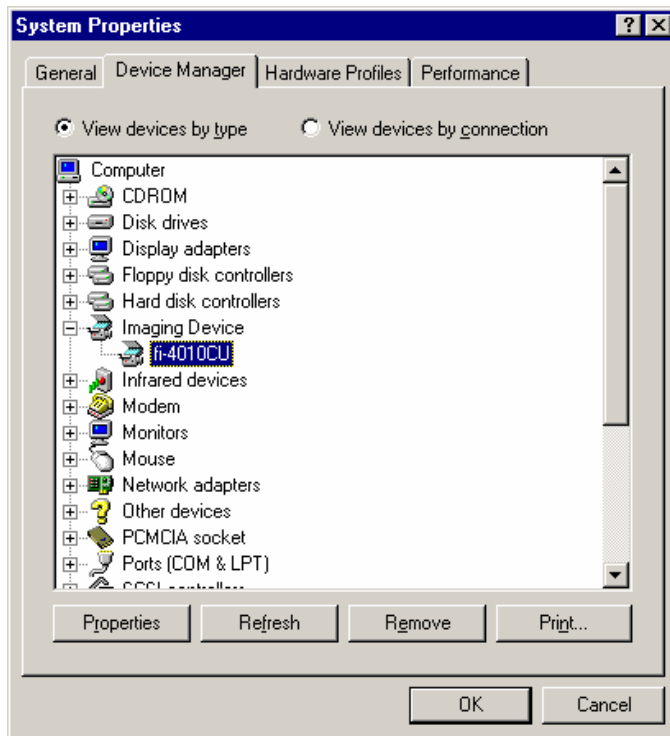 System Properties
General Device Manager Hardware Profiles Performance
View devices by type View devices by connection
Computer
CDROM
Disk drives
Display adapters
Floppy disk controllers
Hard disk controllers
Imaging Device
fi-4010CU
Infrared devices
Modem
Monitors
Mouse
Network adapters
Other devices
PCMCIA socket
Ports (COM & LPT)
SCSI controllers
Properties Refresh Remove Print...
OK Cancel